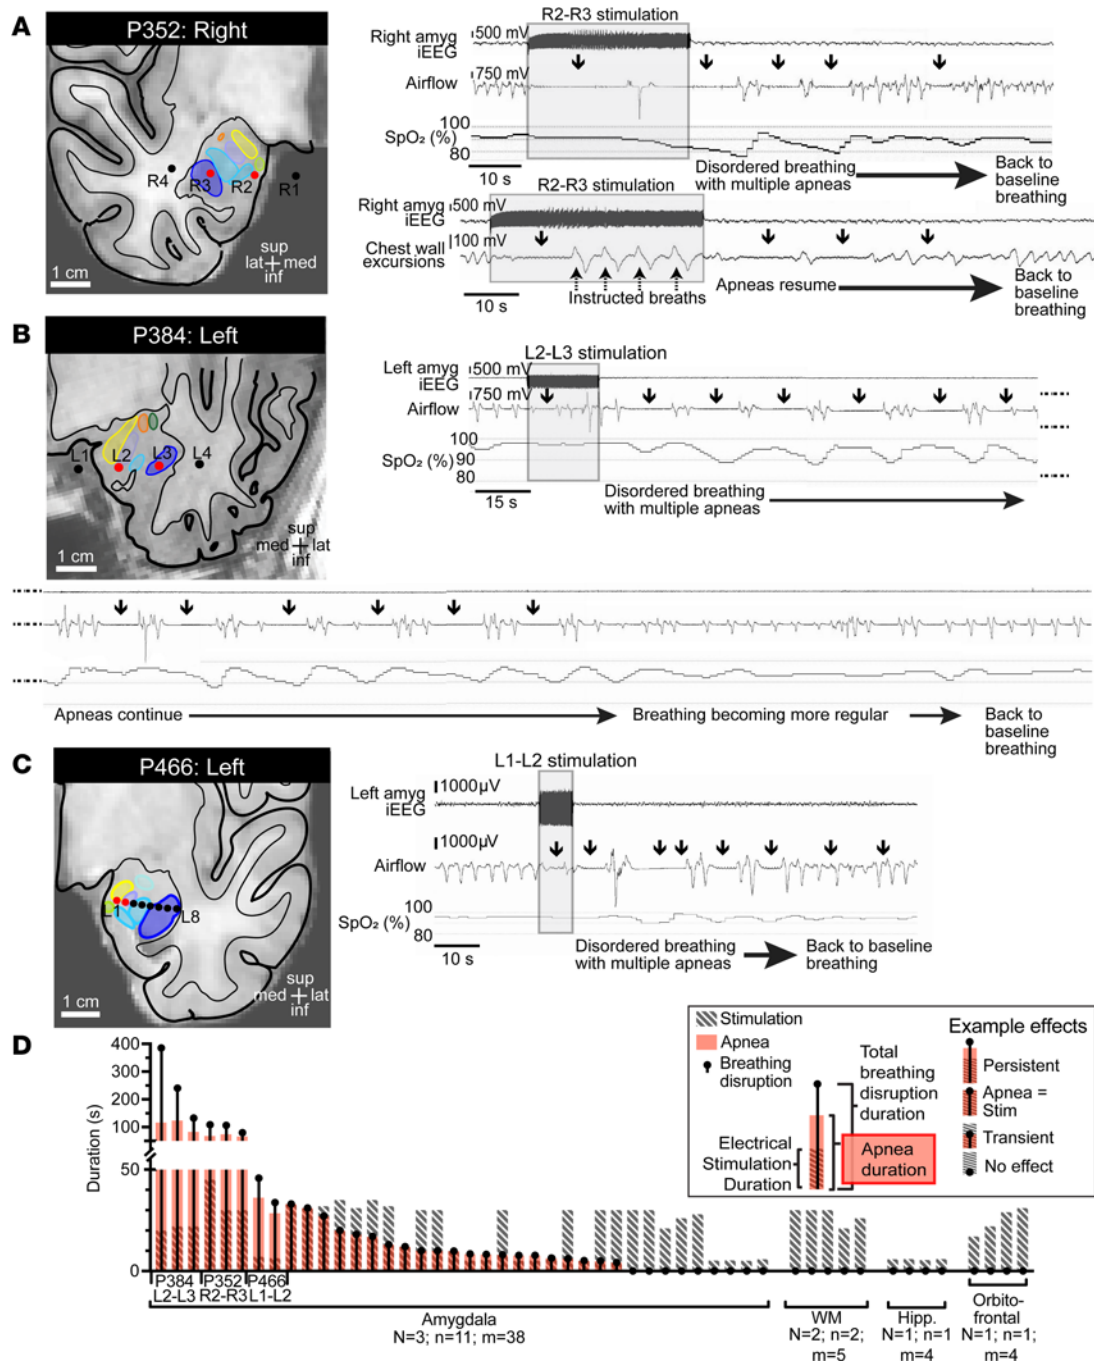 A
P352: Right
R4
R3
R2
R1
sup
lat med
inf
1 cm
R2-R3 stimulation
Right amyg
iEEG
500 mV
Airflow
750 mV
SpO₂ (%)
100
80
10 s
Disordered breathing
with multiple apneas
Back to
baseline
breathing
R2-R3 stimulation
Right amyg
iEEG
500 mV
Chest wall
excursions
100 mV
10 s
Instructed breaths
Apneas resume
Back to
baseline
breathing
B
P384: Left
L1
L2
L3
L4
sup
med lat
inf
1 cm
L2-L3 stimulation
Left amyg
iEEG
500 mV
Airflow
750 mV
SpO₂ (%)
100
90
80
15 s
Disordered breathing
with multiple apneas
Apneas continue
Breathing becoming more regular
Back to
baseline
breathing
C
P466: Left
L1
L8
sup
med lat
inf
1 cm
L1-L2 stimulation
Left amyg
iEEG
1000µV
Airflow
1000µV
SpO₂ (%)
100
80
10 s
Disordered breathing
with multiple apneas
Back to baseline
breathing
D
Duration (s)
400
300
200
100
50
0
P384
L2-L3
P352
R2-R3
P466
L1-L2
Amygdala
N=3; n=11; m=38
WM
N=2; n=2;
m=5
Hipp.
N=1; n=1
m=4
Orbito-
frontal
N=1; n=1;
m=4
Stimulation
Apnea
Breathing
disruption
Electrical
Stimulation
Duration
Total
breathing
disruption
duration
Apnea
duration
Example effects
Persistent
Apnea =
Stim
Transient
No effect